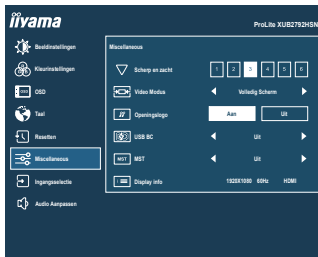 iiyama
ProLite XUB2792HSN
Beeldinstellingen
Kleurinstellingen
OSD
OSD
Taal
Resetten
Miscellaneous
Ingangsselectie
Audio Aanpassen
Miscellaneous
Scherp en zacht 1 2 3 4 5 6
Video Modus Volledig Scherm
Openingslogo Aan Uit
USB BC Uit
MST MST Uit
Display info 1920X1080 60Hz HDMI